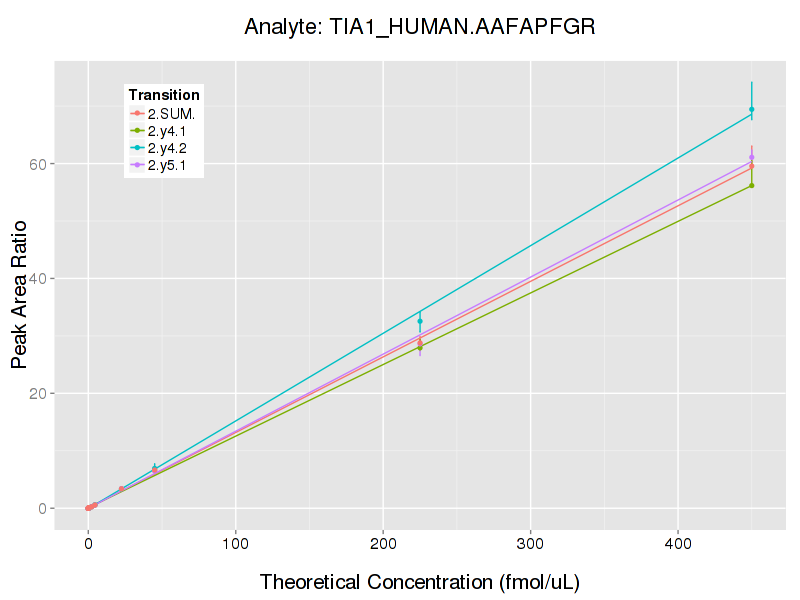 Analyte: TIA1_HUMAN.AAFAPFGR
Transition
2.SUM.
2.y4.1
2.y4.2
2.y5.1
60
40
20
0
Peak Area Ratio
0 100 200 300 400
Theoretical Concentration (fmol/uL)